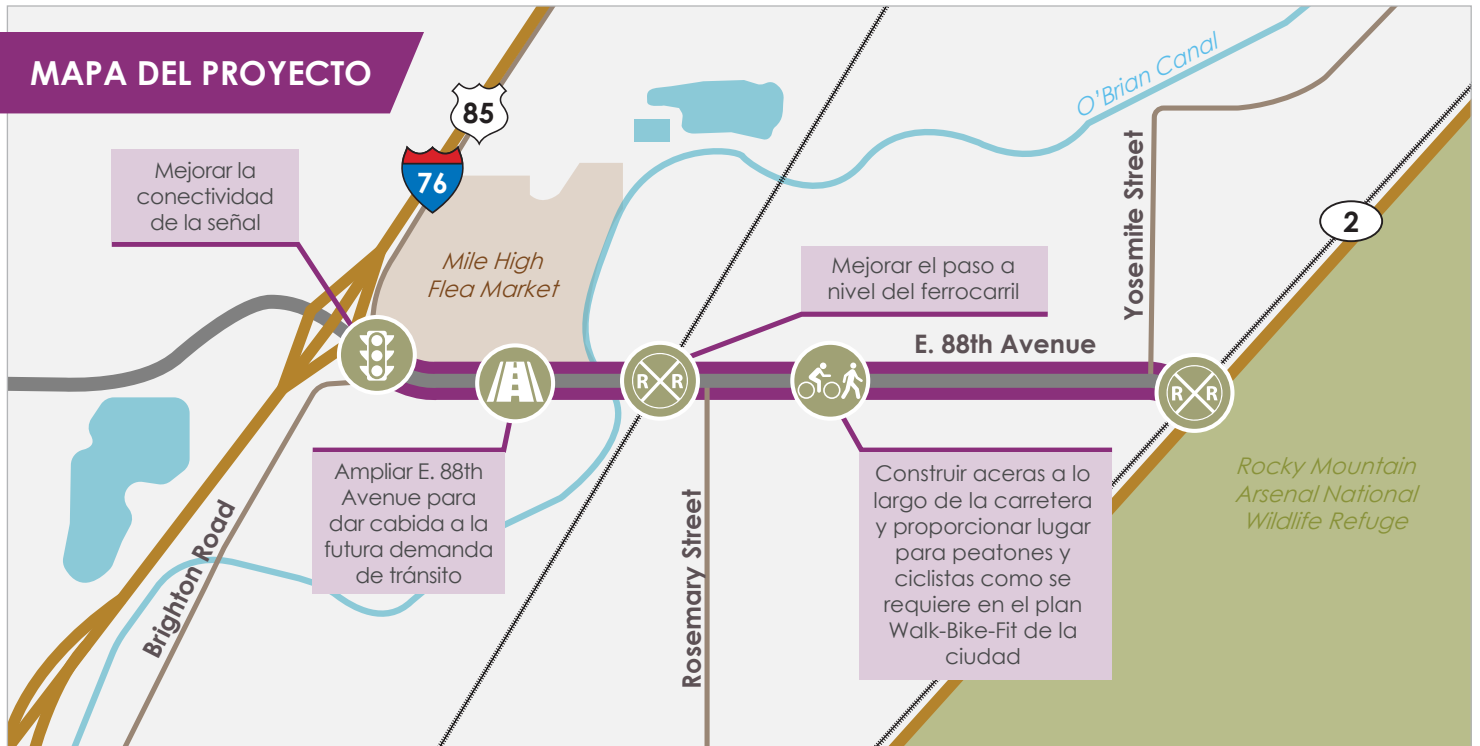 MAPA DEL PROYECTO
85
76
O'Brian Canal
Mejorar la
conectividad
de la señal
Mile High
Flea Market
Mejorar el paso a
nivel del ferrocarril
Yosemite Street
2
E. 88th Avenue
R R
R R
Ampliar E. 88th
Avenue para
dar cabida a la
futura demanda
de tránsito
Construir aceras a lo
largo de la carretera
y proporcionar lugar
para peatones y
ciclistas como se
requiere en el plan
Walk-Bike-Fit de la
ciudad
Rocky Mountain
Arsenal National
Wildlife Refuge
Brighton Road
Rosemary Street